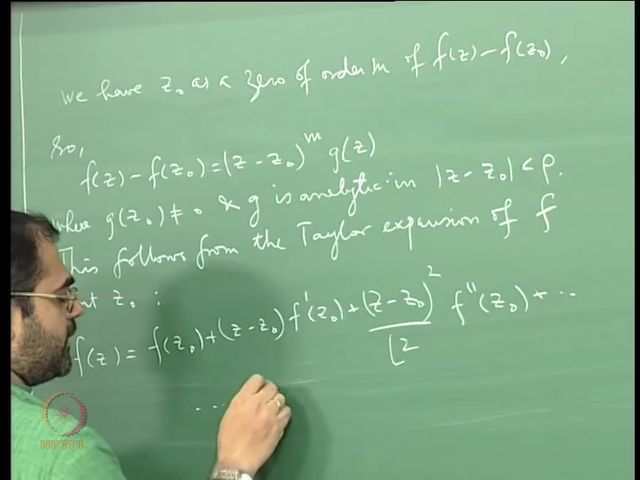 we have z₀ as a zero of order m of f(z) – f(z₀),
so,
f(z) – f(z₀) = (z – z₀)^m g(z)
where g(z₀) ≠ 0 & g is analytic in |z – z₀| < ρ.
This follows from the Taylor expansion of f
z₀ :
f(z) = f(z₀) + (z – z₀) f'(z₀) + (z – z₀)²/⌊2 f''(z₀) + ...
...
NPTEL